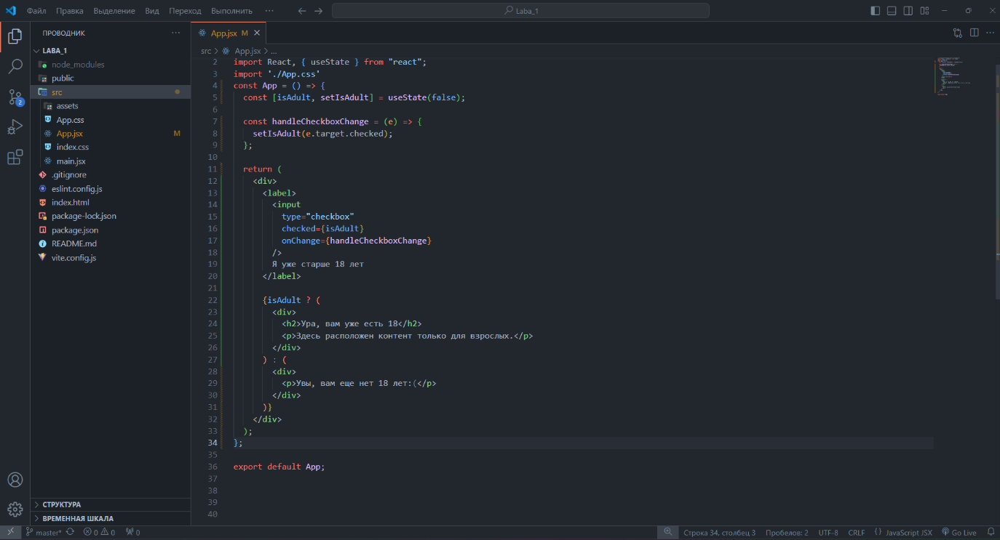 Файл Правка Выделение Вид Переход Выполнить ··· Laba_1
ПРОВОДНИК ···
LABA_1
node_modules
public
src
assets
App.css
App.jsx M
index.css
main.jsx
.gitignore
eslint.config.js
index.html
package-lock.json
package.json
README.md
vite.config.js
СТРУКТУРА
ВРЕМЕННАЯ ШКАЛА
2
App.jsx M
src > App.jsx > ...
2 import React, { useState } from "react";
3 import './App.css'
4 const App = () => {
5 const [isAdult, setIsAdult] = useState(false);
6
7 const handleCheckboxChange = (e) => {
8 setIsAdult(e.target.checked);
9 };
10
11 return (
12 <div>
13 <label>
14 <input
15 type="checkbox"
16 checked={isAdult}
17 onChange={handleCheckboxChange}
18 />
19 Я уже старше 18 лет
20 </label>
21
22 {isAdult ? (
23 <div>
24 <h2>Ура, вам уже есть 18</h2>
25 <p>Здесь расположен контент только для взрослых.</p>
26 </div>
27 ) : (
28 <div>
29 <p>Увы, вам еще нет 18 лет:(</p>
30 </div>
31 )}
32 </div>
33 );
34 };
35
36 export default App;
37
38
39
40
master* 0 0 0 Строка 34, столбец 3 Пробелов: 2 UTF-8 CRLF {} JavaScript JSX Go Live